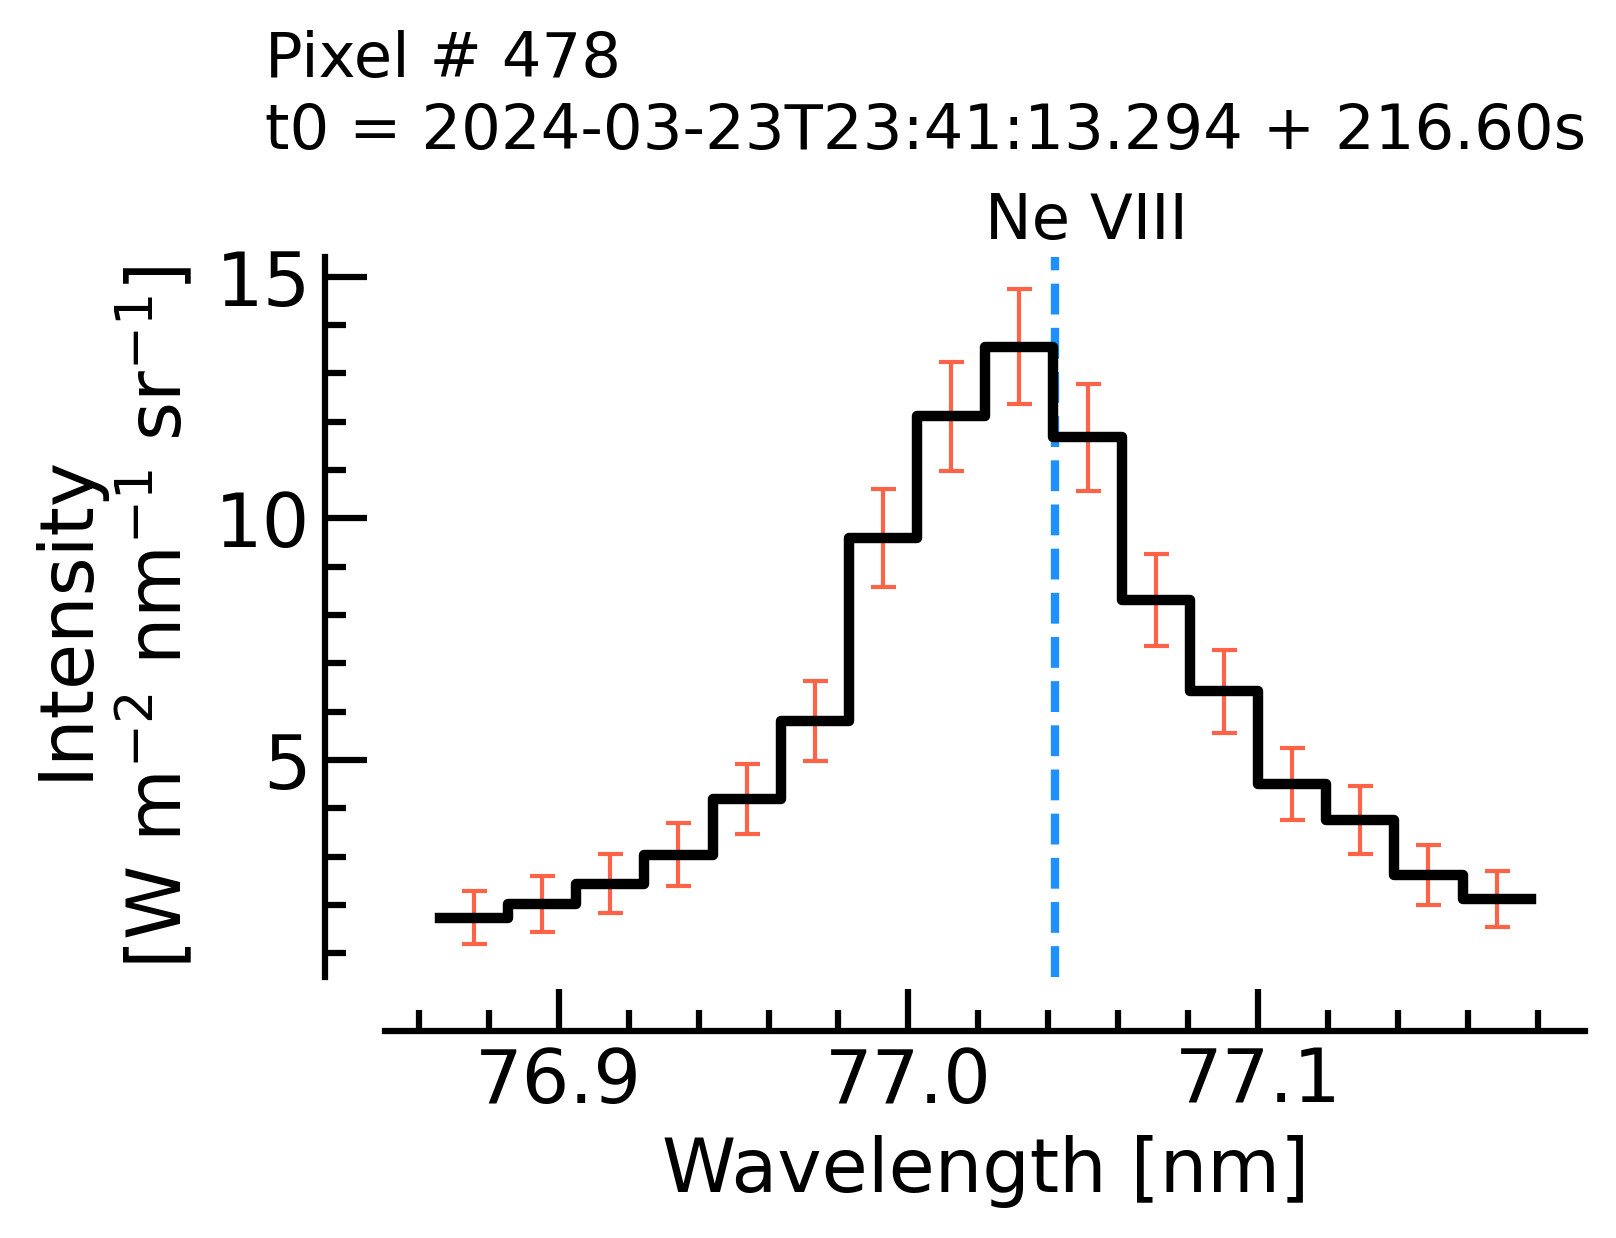 Pixel # 478
t0 = 2024-03-23T23:41:13.294 + 216.60s
Ne VIII
Intensity
[W m⁻² nm⁻¹ sr⁻¹]
15
10
5
76.9 77.0 77.1
Wavelength [nm]